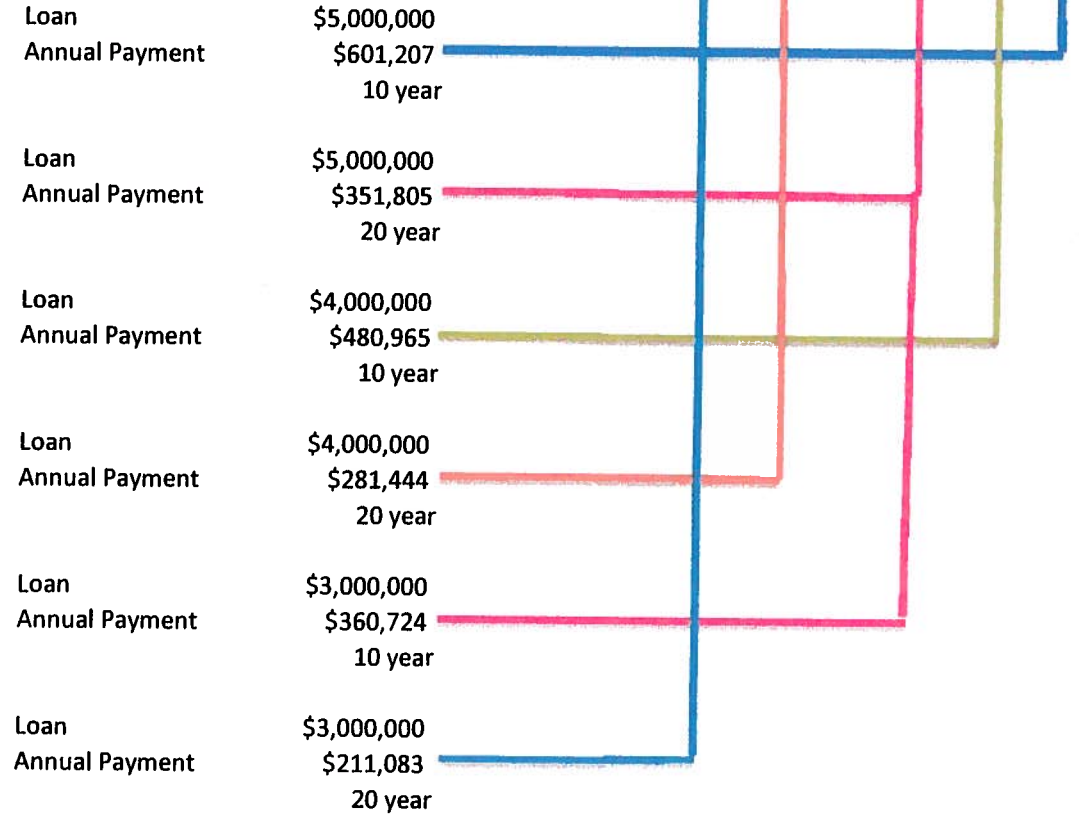 Loan $5,000,000
Annual Payment $601,207
10 year
Loan $5,000,000
Annual Payment $351,805
20 year
Loan $4,000,000
Annual Payment $480,965
10 year
Loan $4,000,000
Annual Payment $281,444
20 year
Loan $3,000,000
Annual Payment $360,724
10 year
Loan $3,000,000
Annual Payment $211,083
20 year